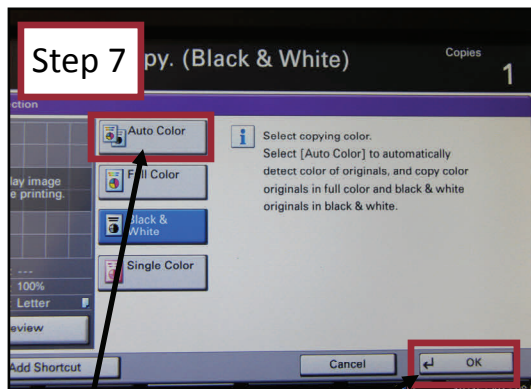 Step 7
py. (Black & White)
Copies
1
ction
Auto Color
Select copying color.
Select [Auto Color] to automatically
detect color of originals, and copy color
originals in full color and black & white
originals in black & white.
lay image
e printing.
Full Color
Black &
White
Single Color
---
100%
Letter
eview
Add Shortcut
Cancel
OK